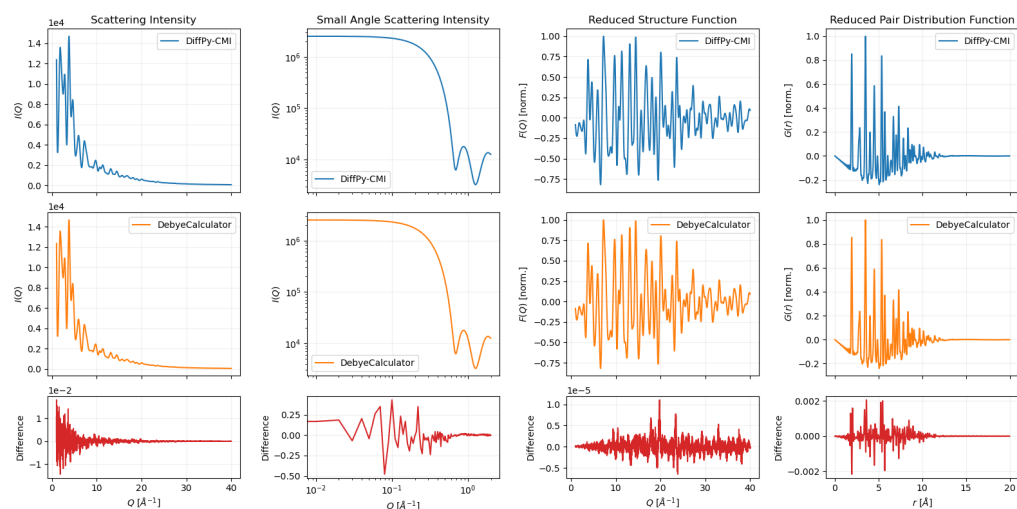 Scattering Intensity
1e4
1.4
1.2
1.0
0.8
0.6
0.4
0.2
0.0
I(Q)
DiffPy-CMI
Small Angle Scattering Intensity
10⁶
10⁵
10⁴
I(Q)
DiffPy-CMI
Reduced Structure Function
1.00
0.75
0.50
0.25
0.00
−0.25
−0.50
−0.75
F(Q) [norm.]
DiffPy-CMI
Reduced Pair Distribution Function
1.0
0.8
0.6
0.4
0.2
0.0
−0.2
G(r) [norm.]
DiffPy-CMI
1e4
1.4
1.2
1.0
0.8
0.6
0.4
0.2
0.0
I(Q)
DebyeCalculator
10⁶
10⁵
10⁴
I(Q)
DebyeCalculator
1.00
0.75
0.50
0.25
0.00
−0.25
−0.50
−0.75
F(Q) [norm.]
DebyeCalculator
1.0
0.8
0.6
0.4
0.2
0.0
−0.2
G(r) [norm.]
DebyeCalculator
1e−2
1
0
−1
Difference
0 10 20 30 40
Q [Å⁻¹]
0.25
0.00
−0.25
−0.50
Difference
10⁻² 10⁻¹ 10⁰
Q [Å⁻¹]
1e−5
1.0
0.5
0.0
−0.5
Difference
0 10 20 30 40
Q [Å⁻¹]
0.002
0.000
−0.002
Difference
0 5 10 15 20
r [Å]